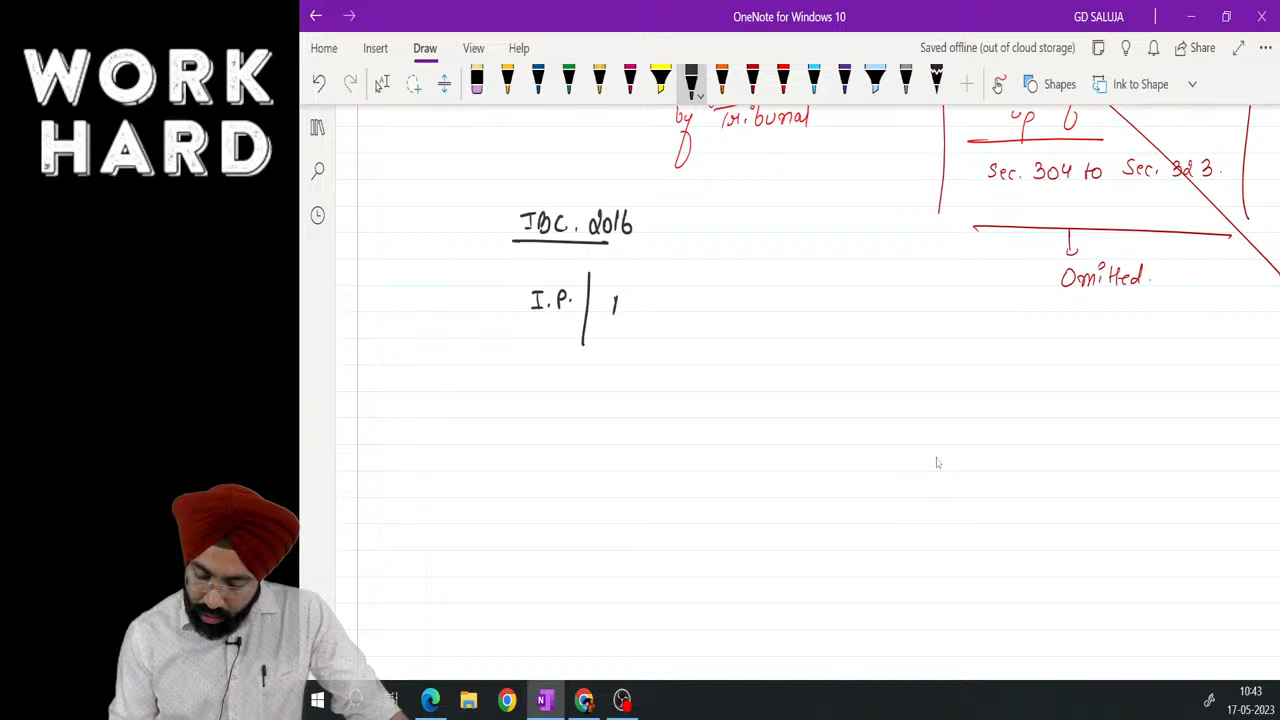 WORK
HARD
OneNote for Windows 10
GD SALUJA
Home Insert Draw View Help
Saved offline (out of cloud storage)
Share
Shapes
Ink to Shape
by Tribunal
up
Sec. 304 to Sec. 323.
Omitted.
IBC. 2016
I.P.
10:43
17-05-2023